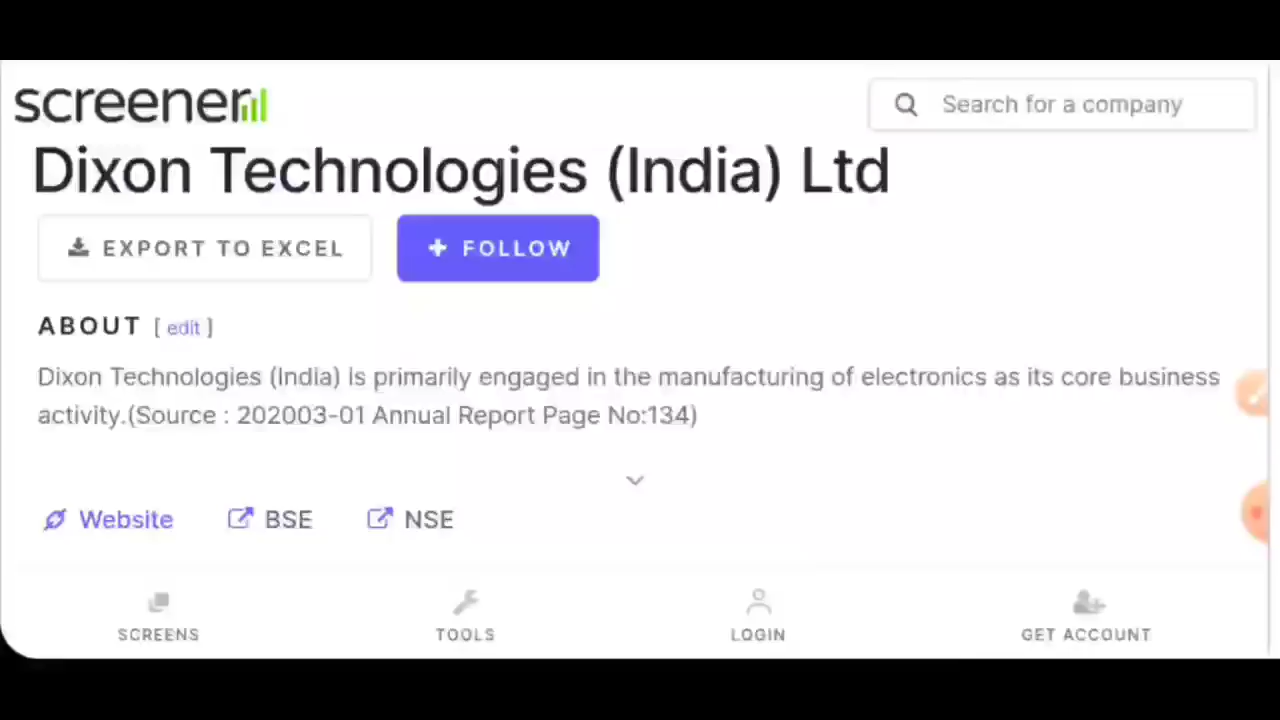 screener
Search for a company
Dixon Technologies (India) Ltd
EXPORT TO EXCEL
+ FOLLOW
ABOUT [ edit ]
Dixon Technologies (India) is primarily engaged in the manufacturing of electronics as its core business
activity.(Source : 202003-01 Annual Report Page No:134)
Website
BSE
NSE
SCREENS
TOOLS
LOGIN
GET ACCOUNT